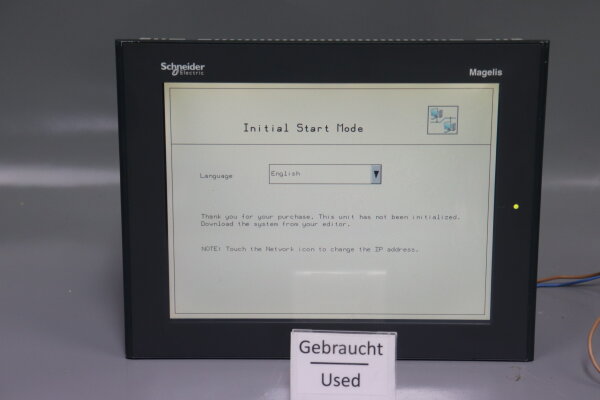 Schneider
Electric
Magelis
Initial Start Mode
Language:
English
Thank you for your purchase. This unit has not been initialized.
Download the system from your editor.
NOTE: Touch the Network icon to change the IP address.
Gebraucht
Used